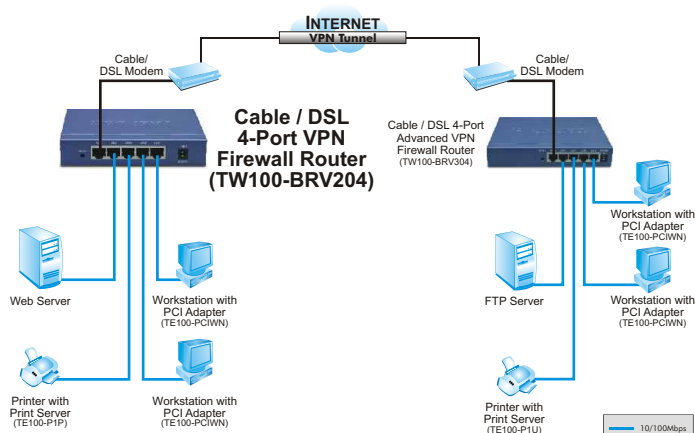 INTERNET
VPN Tunnel
Cable/
DSL Modem
Cable/
DSL Modem
Cable / DSL
4-Port VPN
Firewall Router
(TW100-BRV204)
Cable / DSL 4-Port
Advanced VPN
Firewall Router
(TW100-BRV304)
Web Server
Workstation with
PCI Adapter
(TE100-PCIWN)
Printer with
Print Server
(TE100-P1P)
Workstation with
PCI Adapter
(TE100-PCIWN)
Workstation with
PCI Adapter
(TE100-PCIWN)
FTP Server
Workstation with
PCI Adapter
(TE100-PCIWN)
Printer with
Print Server
(TE100-P1U)
10/100Mbps